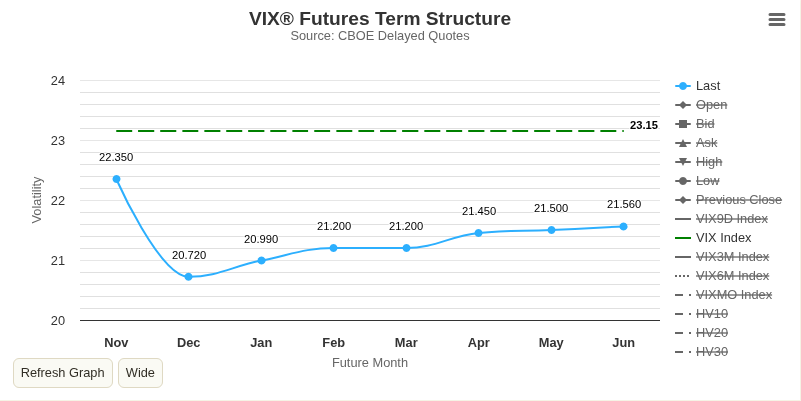 VIX® Futures Term Structure
Source: CBOE Delayed Quotes
24
23
22
21
20
Volatility
23.15
22.350
20.720
20.990
21.200
21.200
21.450
21.500
21.560
Nov Dec Jan Feb Mar Apr May Jun
Future Month
Last
Open
Bid
Ask
High
Low
Previous Close
VIX9D Index
VIX Index
VIX3M Index
VIX6M Index
VIXMO Index
HV10
HV20
HV30
Refresh Graph Wide